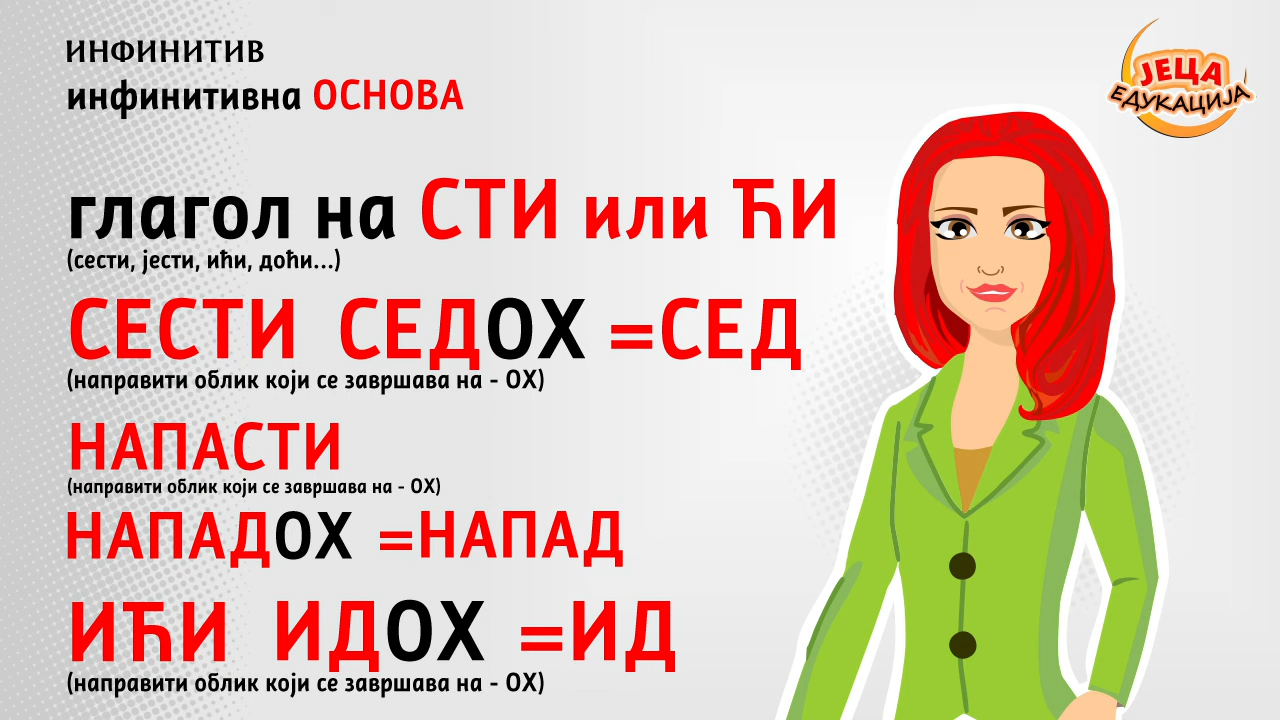 ИНФИНИТИВ
инфинитивна ОСНОВА
ЈЕЦА
ЕДУКАЦИЈА
глагол на СТИ или ЋИ
(сести, јести, ићи, доћи...)
СЕСТИ СЕДОХ =СЕД
(направити облик који се завршава на - ОХ)
НАПАСТИ
(направити облик који се завршава на - ОХ)
НАПАДОХ =НАПАД
ИЋИ ИДОХ =ИД
(направити облик који се завршава на - ОХ)